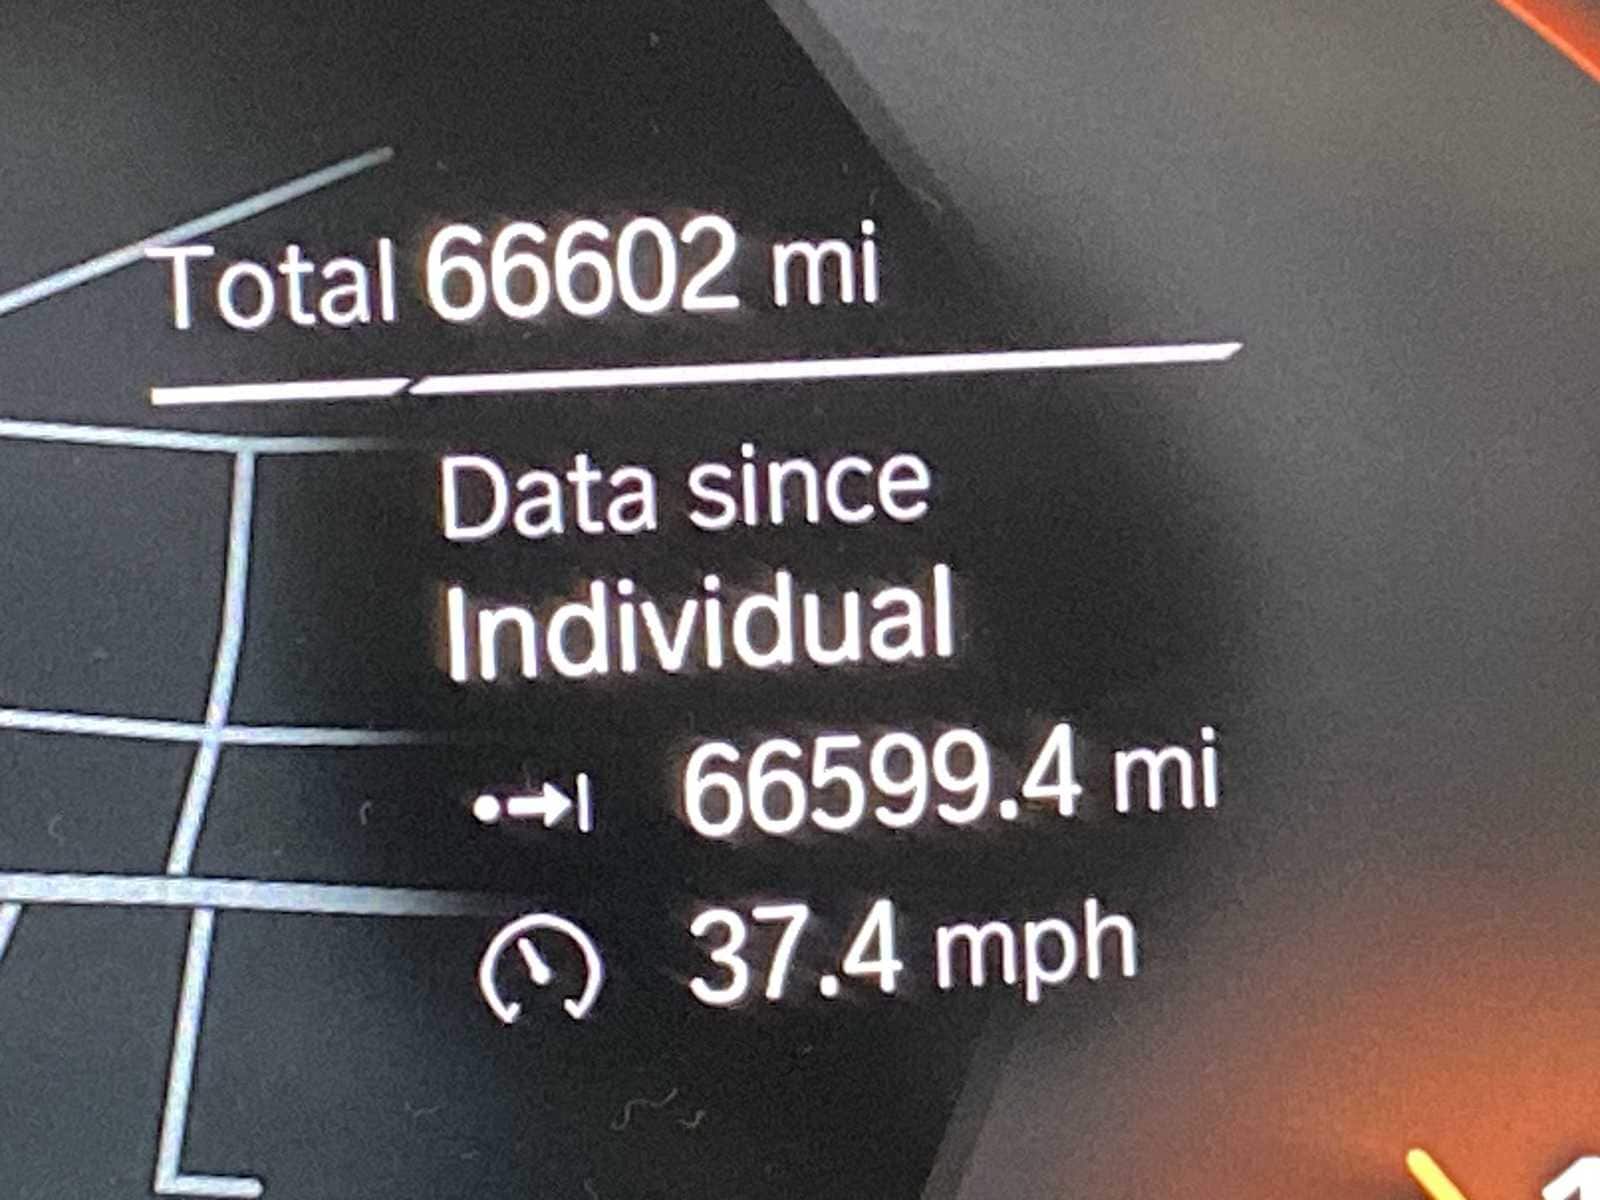 Total 66602 mi
Data since
Individual
66599.4 mi
37.4 mph